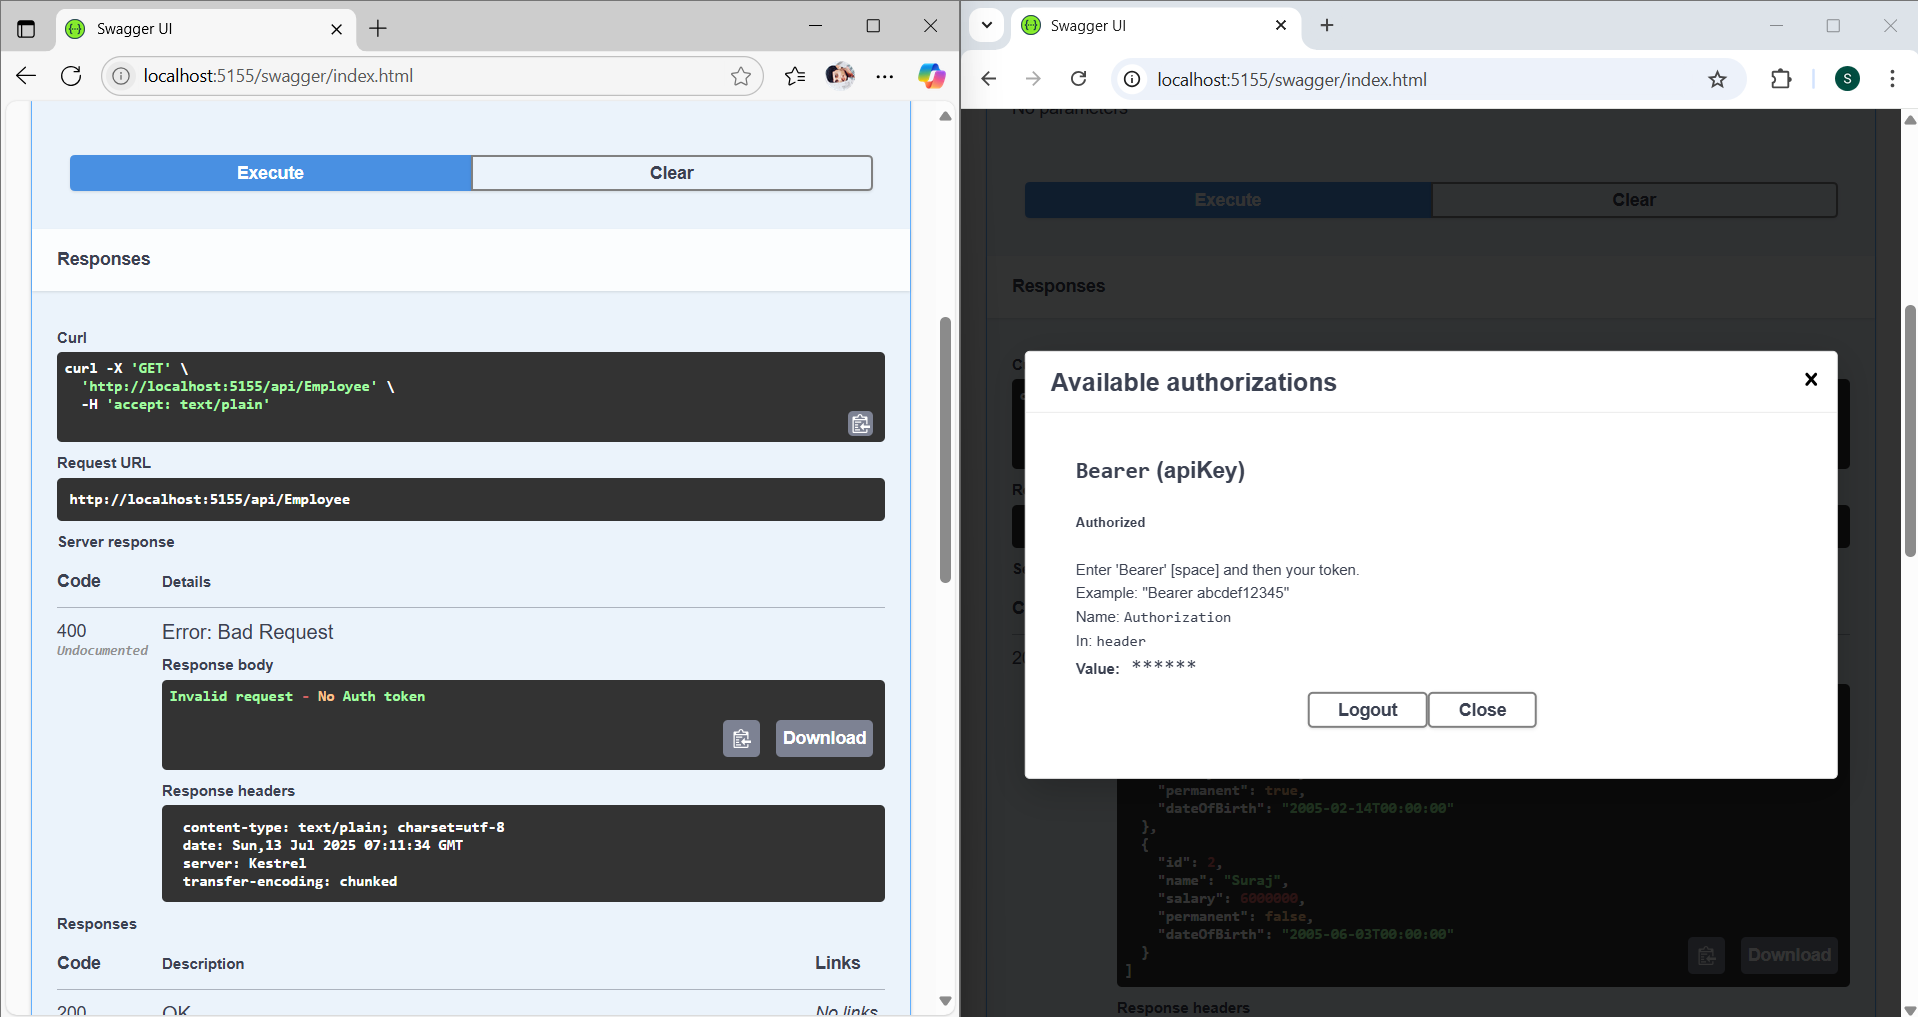 Swagger UI
localhost:5155/swagger/index.html
Execute
Clear
Responses
Curl
curl -X 'GET' \
'http://localhost:5155/api/Employee' \
-H 'accept: text/plain'
Request URL
http://localhost:5155/api/Employee
Server response
Code Details
400 Error: Bad Request
Undocumented
Response body
Invalid request - No Auth token
Download
Response headers
content-type: text/plain; charset=utf-8
date: Sun,13 Jul 2025 07:11:34 GMT
server: Kestrel
transfer-encoding: chunked
Responses
Code Description Links
200 OK No links
Swagger UI
localhost:5155/swagger/index.html
S
No parameters
Execute
Clear
Responses
Available authorizations
Bearer (apiKey)
Authorized
Enter 'Bearer' [space] and then your token.
Example: "Bearer abcdef12345"
Name: Authorization
In: header
Value: ******
Logout
Close
"permanent": true,
"dateOfBirth": "2005-02-14T00:00:00"
},
{
"id": 2,
"name": "Suraj",
"salary": 6000000,
"permanent": false,
"dateOfBirth": "2005-06-03T00:00:00"
}
]
Download
Response headers